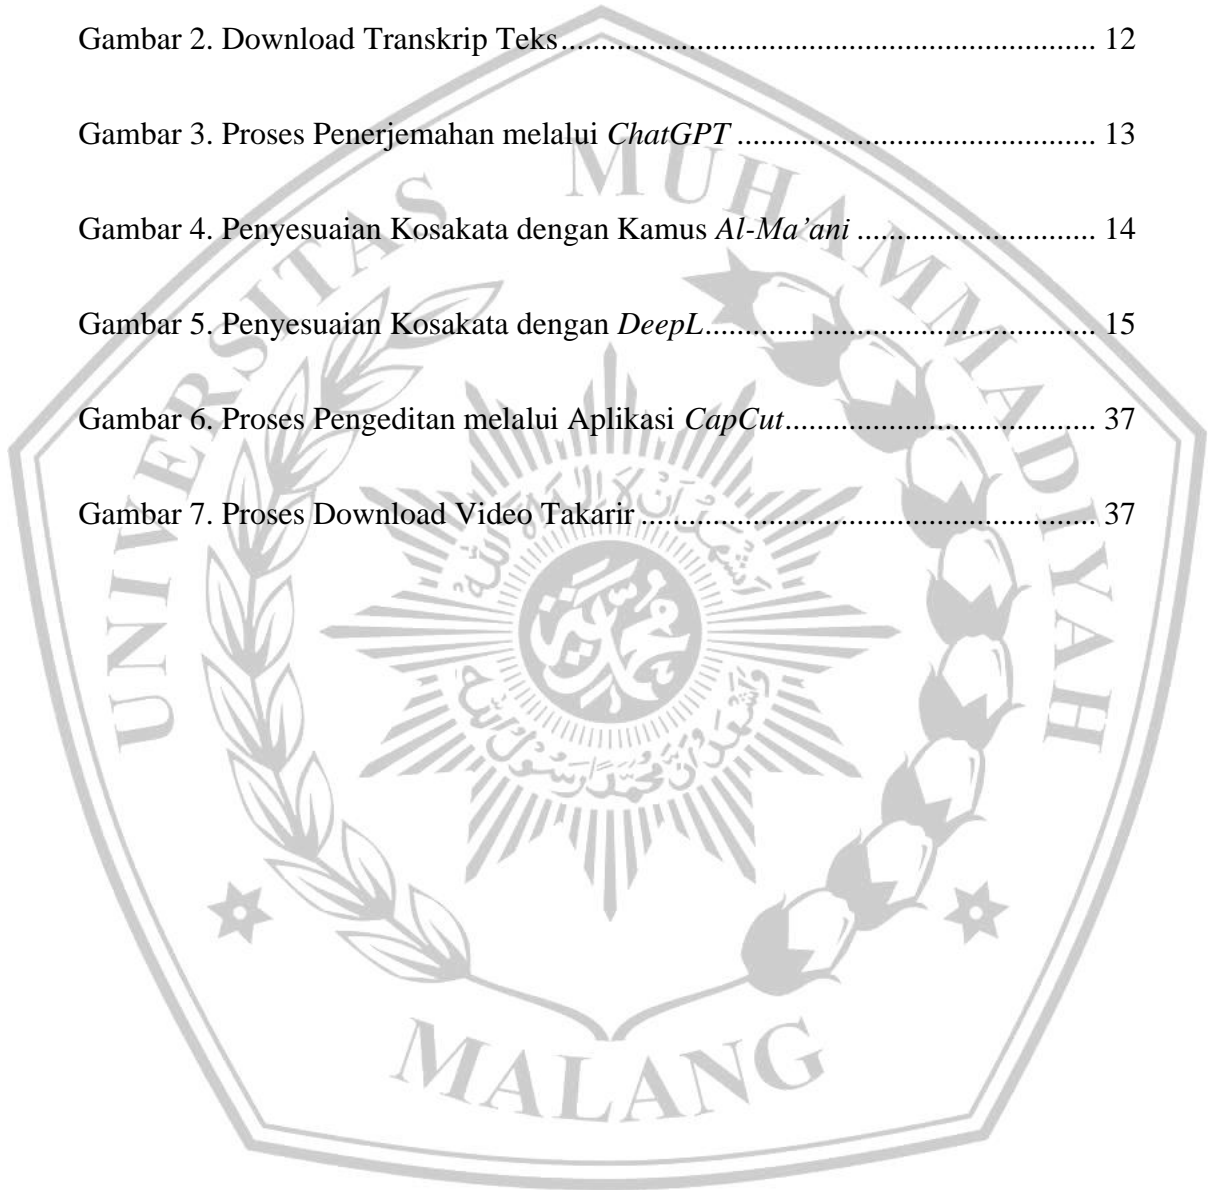 Gambar 2. Download Transkrip Teks.................................................................. 12
Gambar 3. Proses Penerjemahan melalui ChatGPT ............................................. 13
Gambar 4. Penyesuaian Kosakata dengan Kamus Al-Ma’ani .............................. 14
Gambar 5. Penyesuaian Kosakata dengan DeepL................................................. 15
Gambar 6. Proses Pengeditan melalui Aplikasi CapCut....................................... 37
Gambar 7. Proses Download Video Takarir ......................................................... 37
UNIVERSITAS MUHAMMADIYAH
MALANG